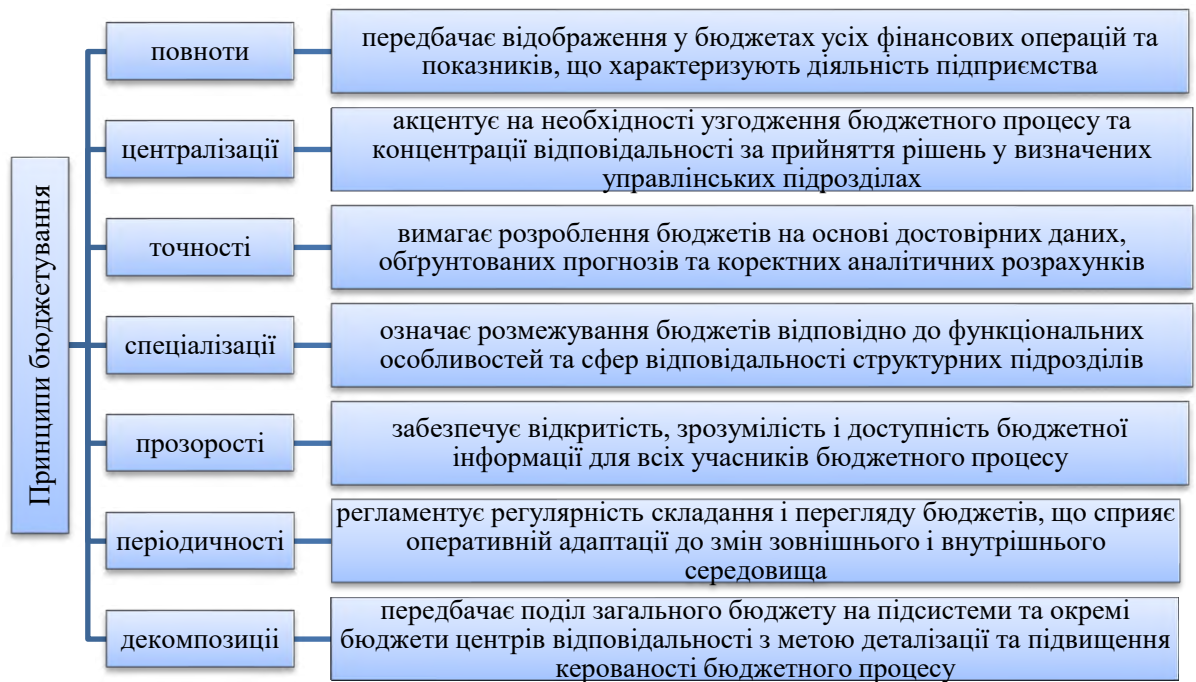 Принципи бюджетування
повноти
передбачає відображення у бюджетах усіх фінансових операцій та
показників, що характеризують діяльність підприємства
централізації
акцентує на необхідності узгодження бюджетного процесу та
концентрації відповідальності за прийняття рішень у визначених
управлінських підрозділах
точності
вимагає розроблення бюджетів на основі достовірних даних,
обґрунтованих прогнозів та коректних аналітичних розрахунків
спеціалізації
означає розмежування бюджетів відповідно до функціональних
особливостей та сфер відповідальності структурних підрозділів
прозорості
забезпечує відкритість, зрозумілість і доступність бюджетної
інформації для всіх учасників бюджетного процесу
періодичності
регламентує регулярність складання і перегляду бюджетів, що сприяє
оперативній адаптації до змін зовнішнього і внутрішнього
середовища
декомпозиції
передбачає поділ загального бюджету на підсистеми та окремі
бюджети центрів відповідальності з метою деталізації та підвищення
керованості бюджетного процесу